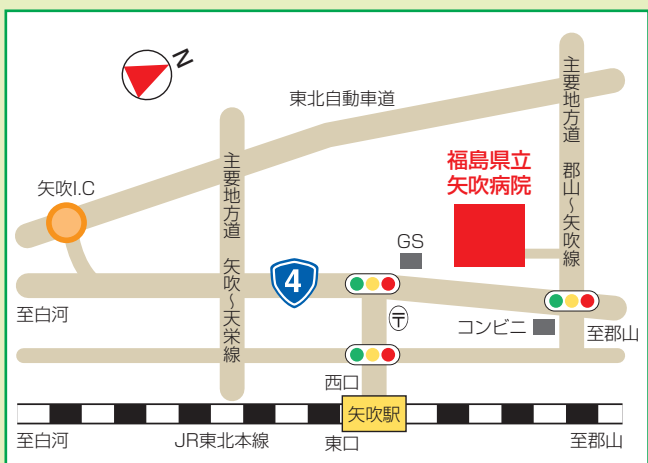 N
東北自動車道
主要地方道　郡山～矢吹線
主要地方道　矢吹～天栄線
福島県立
矢吹病院
矢吹I.C
GS
4
至白河
〒
コンビニ
至郡山
西口
矢吹駅
至白河
JR東北本線
東口
至郡山